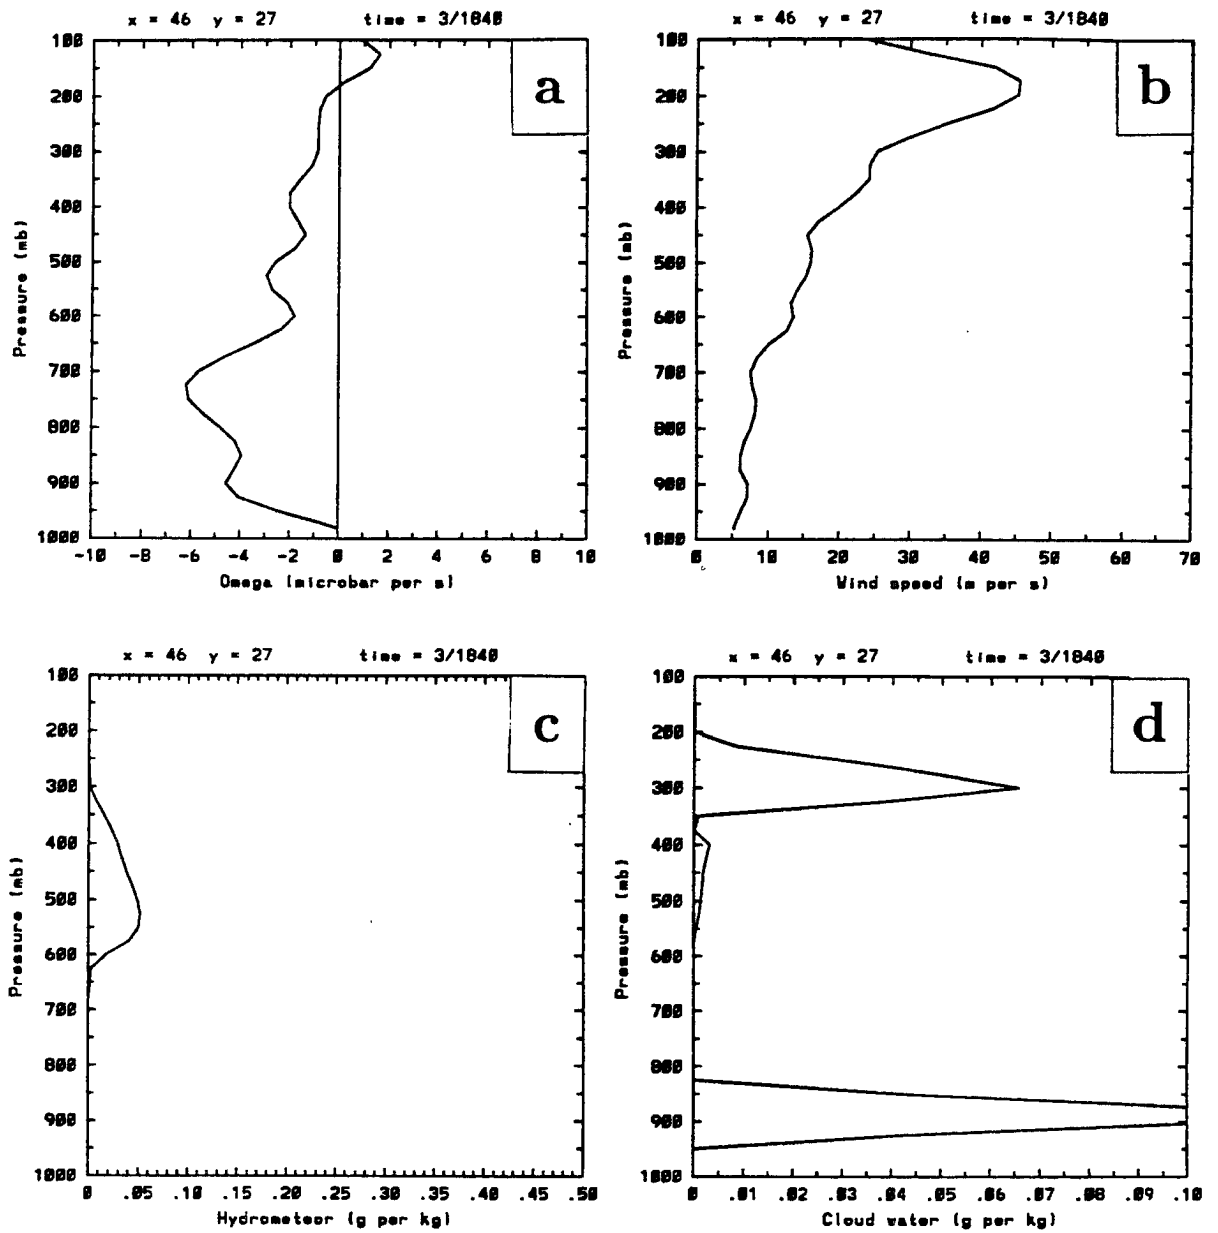 x = 46 y = 27 time = 3/1840
100
200
300
400
500
600
700
800
900
1000
Pressure (mb)
a
-10 -8 -6 -4 -2 0 2 4 6 8 10
Omega (microbar per s)
x = 46 y = 27 time = 3/1840
100
200
300
400
500
600
700
800
900
1000
Pressure (mb)
b
0 10 20 30 40 50 60 70
Wind speed (m per s)
x = 46 y = 27 time = 3/1840
100
200
300
400
500
600
700
800
900
1000
Pressure (mb)
c
0 .05 .10 .15 .20 .25 .30 .35 .40 .45 .50
Hydrometeor (g per kg)
x = 46 y = 27 time = 3/1840
100
200
300
400
500
600
700
800
900
1000
Pressure (mb)
d
0 .01 .02 .03 .04 .05 .06 .07 .08 .09 .10
Cloud water (g per kg)